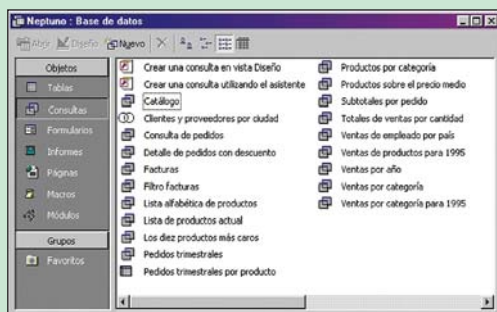 Neptuno : Base de datos
Abrir Diseño Nuevo
Objetos
Tablas
Consultas
Formularios
Informes
Páginas
Macros
Módulos
Grupos
Favoritos
Crear una consulta en vista Diseño
Crear una consulta utilizando el asistente
Catálogo
Clientes y proveedores por ciudad
Consulta de pedidos
Detalle de pedidos con descuento
Facturas
Filtro facturas
Lista alfabética de productos
Lista de productos actual
Los diez productos más caros
Pedidos trimestrales
Pedidos trimestrales por producto
Productos por categoría
Productos sobre el precio medio
Subtotales por pedido
Totales de ventas por cantidad
Ventas de empleado por país
Ventas de productos para 1995
Ventas por año
Ventas por categoría
Ventas por categoría para 1995